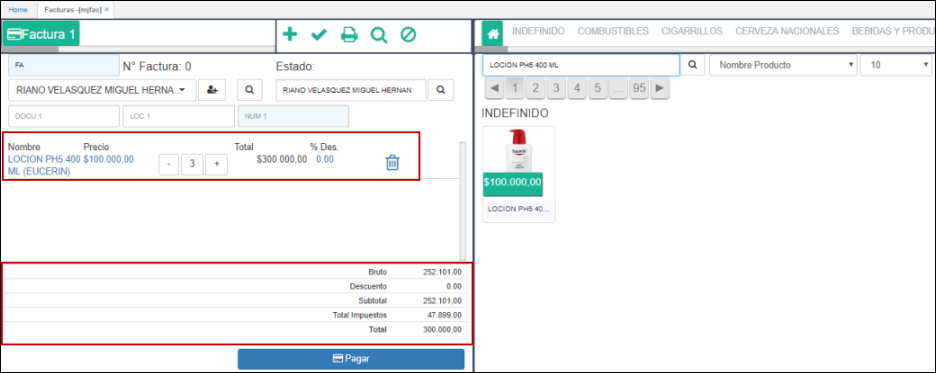 Home Facturas -[mjfac] ×
Factura 1
INDEFINIDO COMBUSTIBLES CIGARRILLOS CERVEZA NACIONALES BEBIDAS Y PRODU
FA N° Factura: 0 Estado:
RIANO VELASQUEZ MIGUEL HERNA... RIANO VELASQUEZ MIGUEL HERNAN
DOCU 1 LOC 1 NUM 1
Nombre Precio Total % Des.
LOCION PH5 400 $100.000,00 - 3 + $300.000,00 0.00
ML (EUCERIN)
Bruto 252.101,00
Descuento 0.00
Subtotal 252.101,00
Total Impuestos 47.899,00
Total 300.000,00
Pagar
LOCION PH5 400 ML Nombre Producto 10
1 2 3 4 5 ... 95
INDEFINIDO
Eucerin
$100.000,00
LOCION PH5 40...